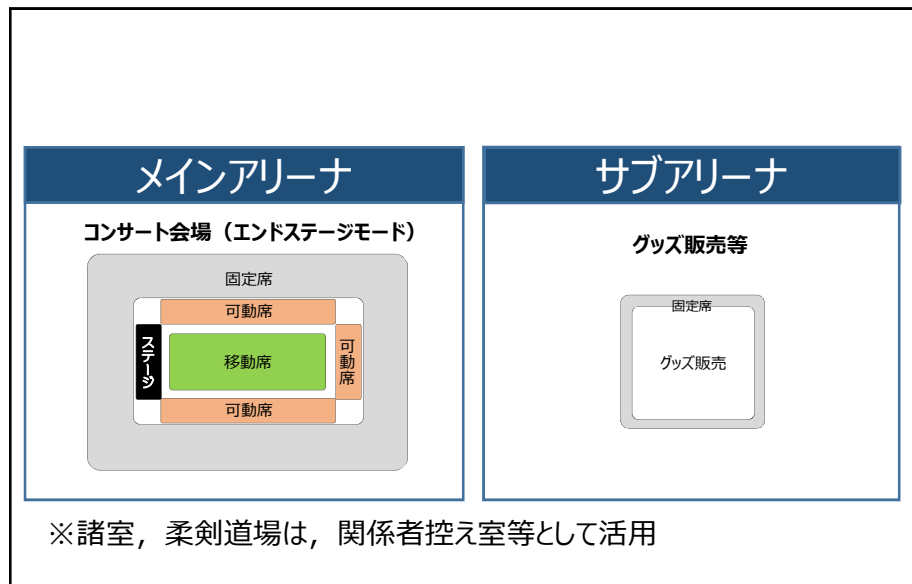 メインアリーナ
コンサート会場（エンドステージモード）
固定席
可動席
ステージ
移動席
可動席
可動席
サブアリーナ
グッズ販売等
固定席
グッズ販売
※諸室，柔剣道場は，関係者控え室等として活用